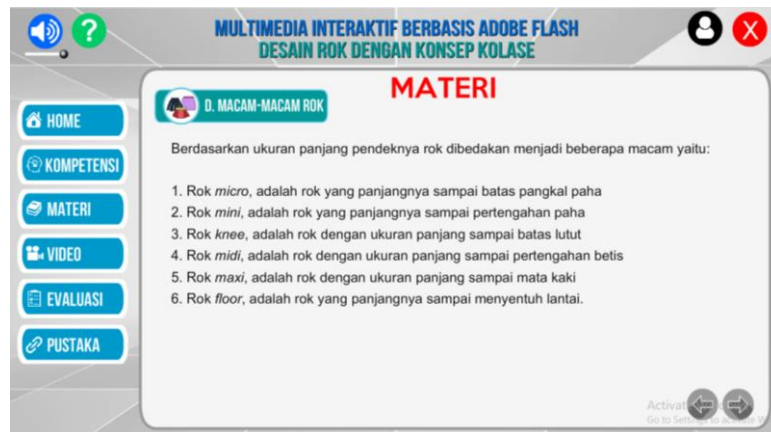 ?
MULTIMEDIA INTERAKTIF BERBASIS ADOBE FLASH
DESAIN ROK DENGAN KONSEP KOLASE
X
MATERI
D. MACAM-MACAM ROK
HOME
KOMPETENSI
MATERI
VIDEO
EVALUASI
PUSTAKA
Berdasarkan ukuran panjang pendeknya rok dibedakan menjadi beberapa macam yaitu:
1. Rok micro, adalah rok yang panjangnya sampai batas pangkal paha
2. Rok mini, adalah rok yang panjangnya sampai pertengahan paha
3. Rok knee, adalah rok dengan ukuran panjang sampai batas lutut
4. Rok midi, adalah rok dengan ukuran panjang sampai pertengahan betis
5. Rok maxi, adalah rok dengan ukuran panjang sampai mata kaki
6. Rok floor, adalah rok yang panjangnya sampai menyentuh lantai.
Go to